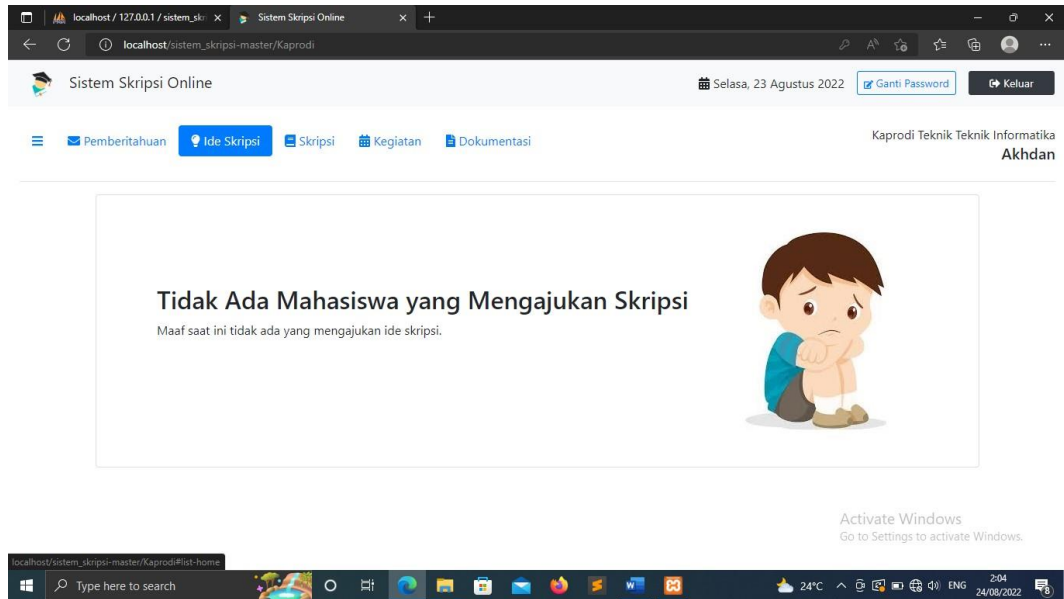 localhost / 127.0.0.1 / sistem_skr
Sistem Skripsi Online
localhost/sistem_skripsi-master/Kaprodi
Sistem Skripsi Online
Selasa, 23 Agustus 2022
Ganti Password
Keluar
Pemberitahuan
Ide Skripsi
Skripsi
Kegiatan
Dokumentasi
Kaprodi Teknik Teknik Informatika
Akhdan
Tidak Ada Mahasiswa yang Mengajukan Skripsi
Maaf saat ini tidak ada yang mengajukan ide skripsi.
Activate Windows
Go to Settings to activate Windows.
localhost/sistem_skripsi-master/Kaprodi#list-home
Type here to search
24°C
ENG
2:04
24/08/2022
8